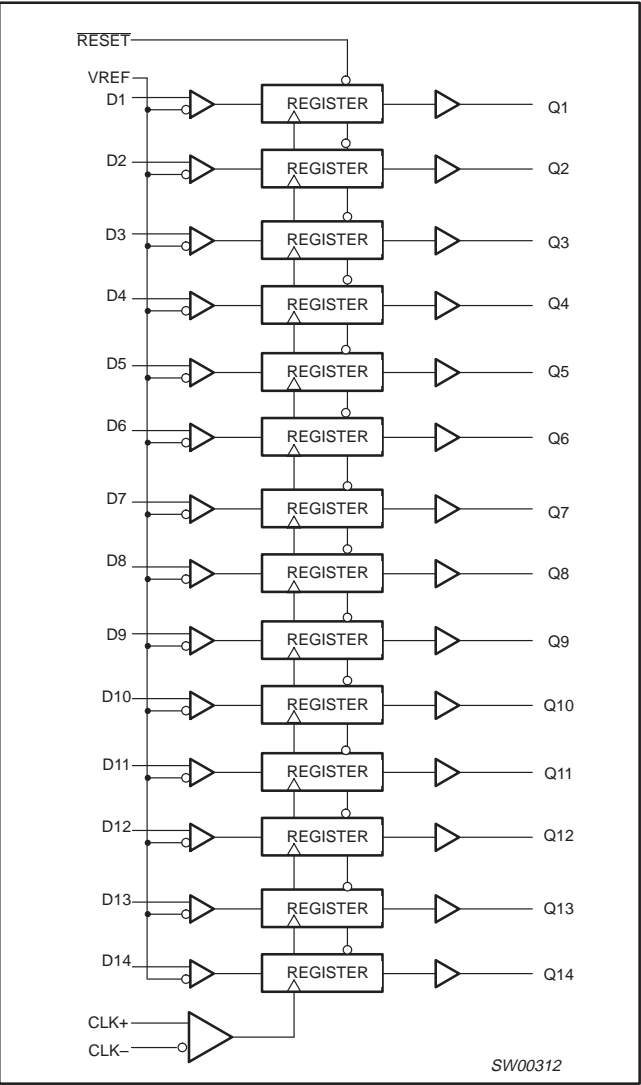 RESET
VREF
D1 REGISTER Q1
D2 REGISTER Q2
D3 REGISTER Q3
D4 REGISTER Q4
D5 REGISTER Q5
D6 REGISTER Q6
D7 REGISTER Q7
D8 REGISTER Q8
D9 REGISTER Q9
D10 REGISTER Q10
D11 REGISTER Q11
D12 REGISTER Q12
D13 REGISTER Q13
D14 REGISTER Q14
CLK+
CLK–
SW00312